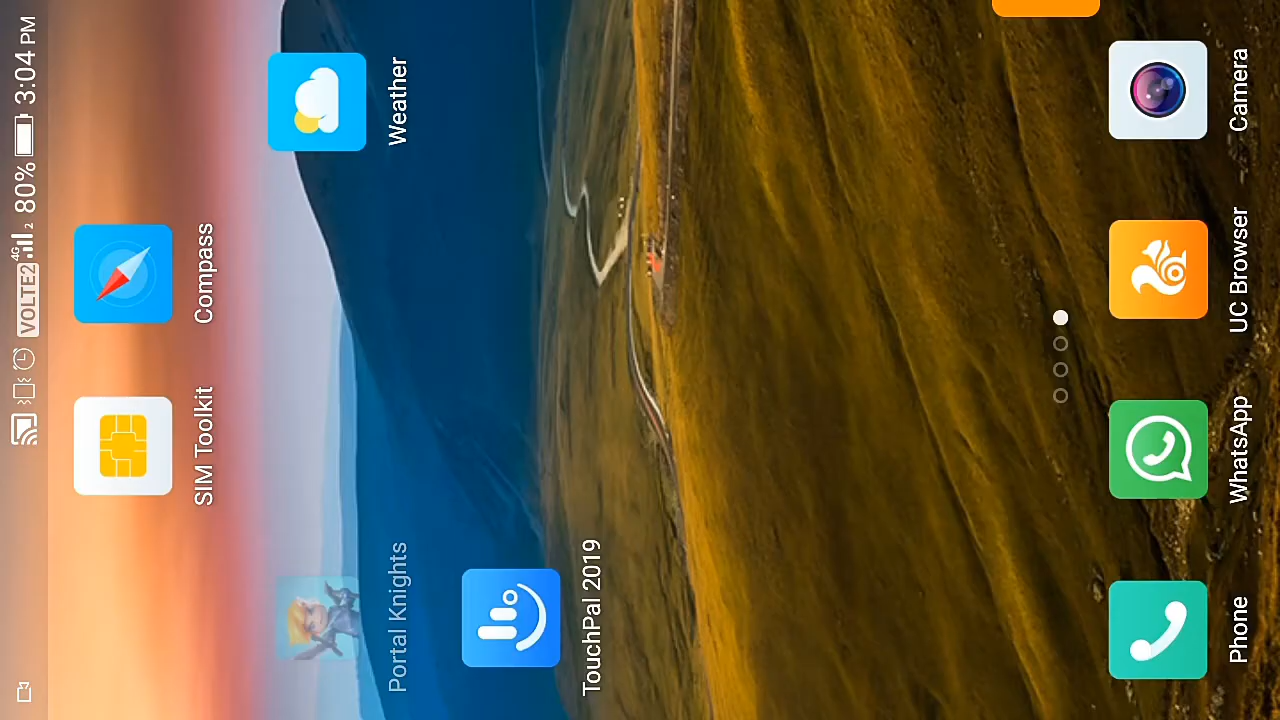 VOLTE2 4G 2 80% 3:04 PM
SIM Toolkit
Compass
Portal Knights
Weather
TouchPal 2019
Phone
WhatsApp
UC Browser
Camera